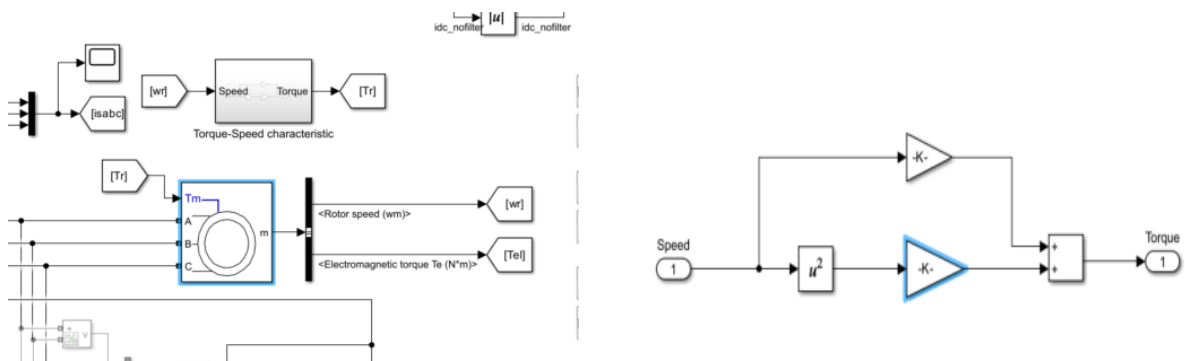 |u|
idc_nofilter
idc_nofilter
[wr]
Speed
Torque
[Tr]
[isabc]
Torque-Speed characteristic
[Tr]
Tm
A
B
C
m
<Rotor speed (wm)>
[wr]
<Electromagnetic torque Te (N*m)>
[Tel]
+
v
-K-
Speed
1
u²
-K-
+
+
Torque
1